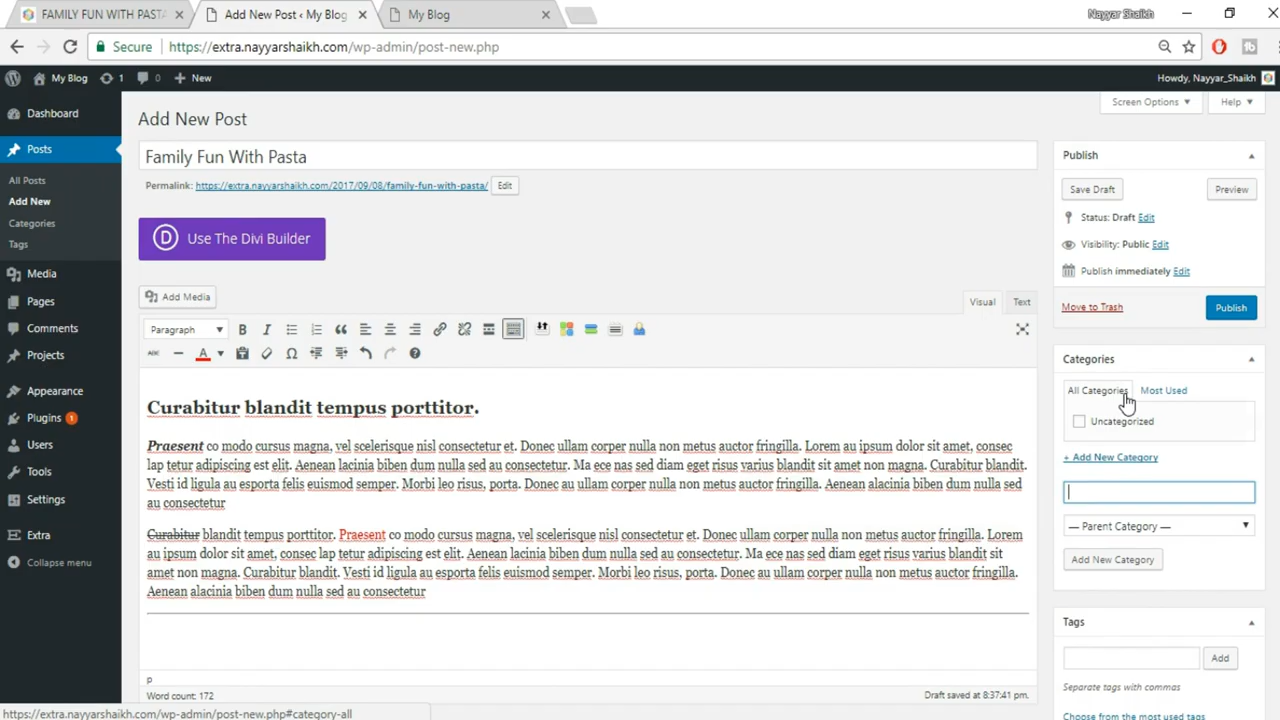 FAMILY FUN WITH PASTA
Add New Post ‹ My Blog
My Blog
Nayyar Shaikh
Secure
https://extra.nayyarshaikh.com/wp-admin/post-new.php
My Blog
1
0
New
Howdy, Nayyar_Shaikh
Dashboard
Posts
All Posts
Add New
Categories
Tags
Media
Pages
Comments
Projects
Appearance
Plugins 1
Users
Tools
Settings
Extra
Collapse menu
Screen Options
Help
Add New Post
Family Fun With Pasta
Permalink: https://extra.nayyarshaikh.com/2017/09/08/family-fun-with-pasta/ Edit
D Use The Divi Builder
Add Media
Visual
Text
Paragraph
B I
ABC
A
Curabitur blandit tempus porttitor.
Praesent co modo cursus magna, vel scelerisque nisl consectetur et. Donec ullam corper nulla non metus auctor fringilla. Lorem au ipsum dolor sit amet, consec
lap tetur adipiscing est elit. Aenean lacinia biben dum nulla sed au consectetur. Ma ece nas sed diam eget risus varius blandit sit amet non magna. Curabitur blandit.
Vesti id ligula au esporta felis euismod semper. Morbi leo risus, porta. Donec au ullam corper nulla non metus auctor fringilla. Aenean alacinia biben dum nulla sed
au consectetur
Curabitur blandit tempus porttitor. Praesent co modo cursus magna, vel scelerisque nisl consectetur et. Donec ullam corper nulla non metus auctor fringilla. Lorem
au ipsum dolor sit amet, consec lap tetur adipiscing est elit. Aenean lacinia biben dum nulla sed au consectetur. Ma ece nas sed diam eget risus varius blandit sit
amet non magna. Curabitur blandit. Vesti id ligula au esporta felis euismod semper. Morbi leo risus, porta. Donec au ullam corper nulla non metus auctor fringilla.
Aenean alacinia biben dum nulla sed au consectetur
p
Word count: 172
Draft saved at 8:37:41 pm.
Publish
Save Draft
Preview
Status: Draft Edit
Visibility: Public Edit
Publish immediately Edit
Move to Trash
Publish
Categories
All Categories
Most Used
Uncategorized
+ Add New Category
— Parent Category —
Add New Category
Tags
Add
Separate tags with commas
Choose from the most used tags
https://extra.nayyarshaikh.com/wp-admin/post-new.php#category-all